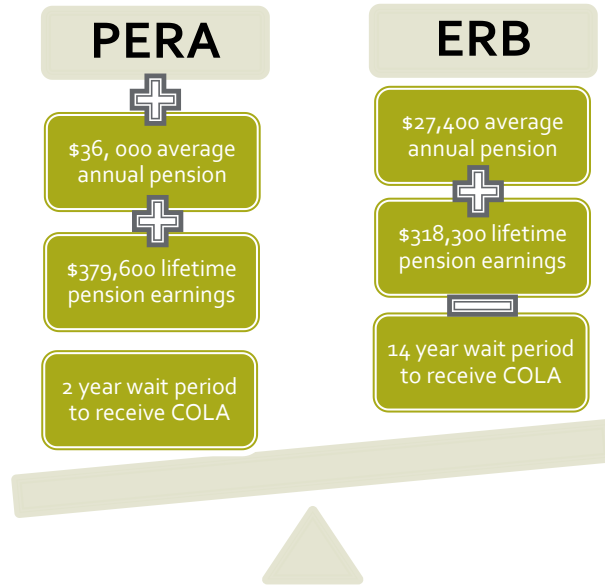 PERA
$36, 000 average
annual pension
$379,600 lifetime
pension earnings
2 year wait period
to receive COLA
ERB
$27,400 average
annual pension
$318,300 lifetime
pension earnings
14 year wait period
to receive COLA